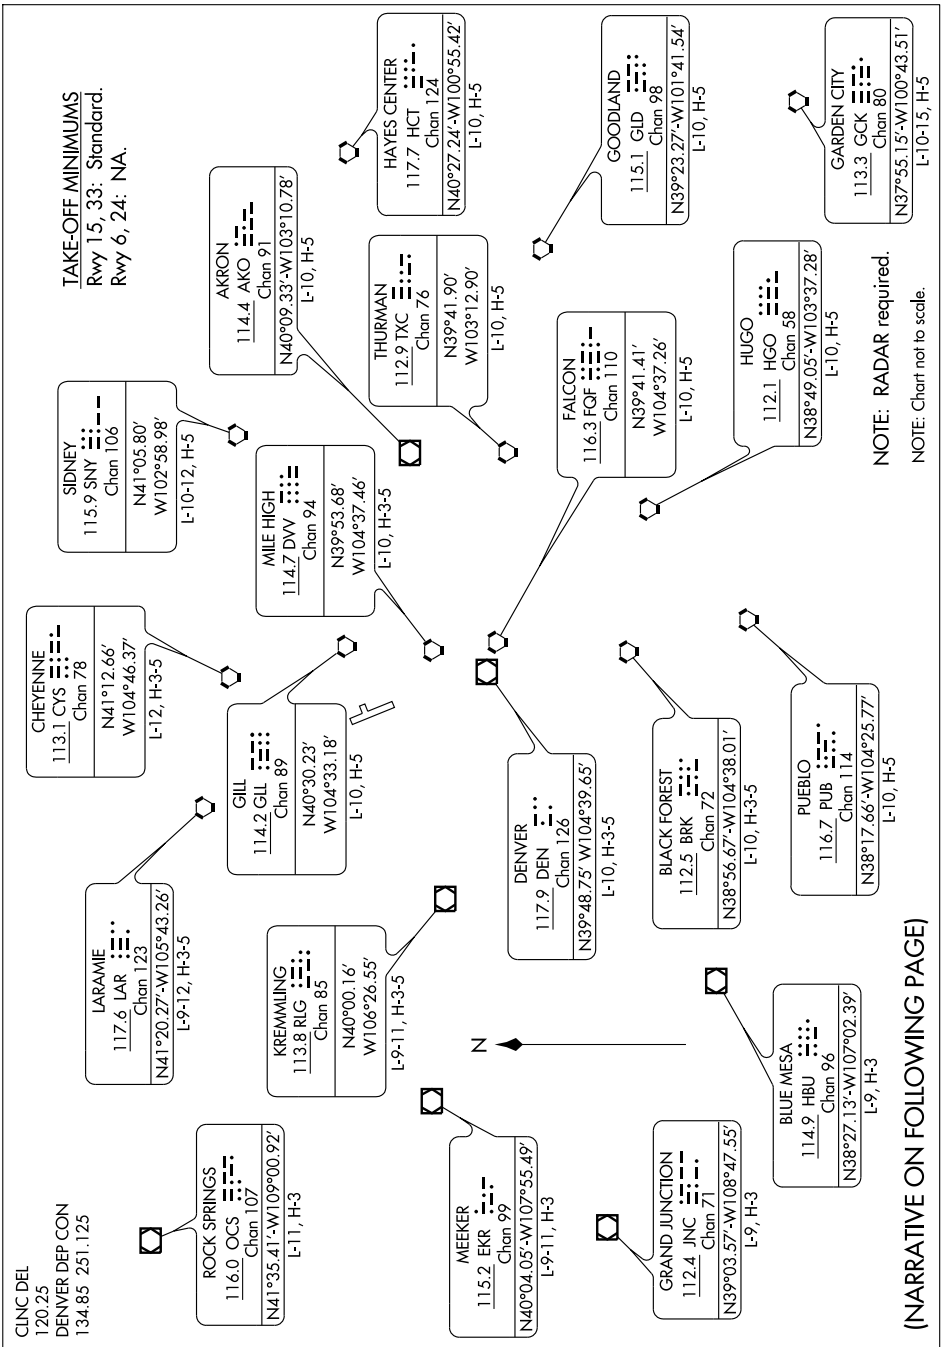 CLNC DEL
120.25
DENVER DEP CON
134.85 251.125
TAKE-OFF MINIMUMS
Rwy 15, 33: Standard.
Rwy 6, 24: NA.
ROCK SPRINGS
116.0 OCS
Chan 107
N41°35.41'-W109°00.92'
L-11, H-3
LARAMIE
117.6 LAR
Chan 123
N41°20.27'-W105°43.26'
L-9-12, H-3-5
CHEYENNE
113.1 CYS
Chan 78
N41°12.66'
W104°46.37'
L-12, H-3-5
SIDNEY
115.9 SNY
Chan 106
N41°05.80'
W102°58.98'
L-10-12, H-5
AKRON
114.4 AKO
Chan 91
N40°09.33'-W103°10.78'
L-10, H-5
HAYES CENTER
117.7 HCT
Chan 124
N40°27.24'-W100°55.42'
L-10, H-5
GILL
114.2 GLL
Chan 89
N40°30.23'
W104°33.18'
L-10, H-5
MILE HIGH
114.7 DVV
Chan 94
N39°53.68'
W104°37.46'
L-10, H-3-5
KREMMLING
113.8 RLG
Chan 85
N40°00.16'
W106°26.55'
L-9-11, H-3-5
THURMAN
112.9 TXC
Chan 76
N39°41.90'
W103°12.90'
L-10, H-5
MEEKER
115.2 EKR
Chan 99
N40°04.05'-W107°55.49'
L-9-11, H-3
N
DENVER
117.9 DEN
Chan 126
N39°48.75' W104°39.65'
L-10, H-3-5
FALCON
116.3 FQF
Chan 110
N39°41.41'
W104°37.26'
L-10, H-5
GOODLAND
115.1 GLD
Chan 98
N39°23.27'-W101°41.54'
L-10, H-5
GRAND JUNCTION
112.4 JNC
Chan 71
N39°03.57'-W108°47.55'
L-9, H-3
BLACK FOREST
112.5 BRK
Chan 72
N38°56.67'-W104°38.01'
L-10, H-3-5
HUGO
112.1 HGO
Chan 58
N38°49.05'-W103°37.28'
L-10, H-5
BLUE MESA
114.9 HBU
Chan 96
N38°27.13'-W107°02.39'
L-9, H-3
PUEBLO
116.7 PUB
Chan 114
N38°17.66'-W104°25.77'
L-10, H-5
GARDEN CITY
113.3 GCK
Chan 80
N37°55.15'-W100°43.51'
L-10-15, H-5
NOTE: RADAR required.
NOTE: Chart not to scale.
(NARRATIVE ON FOLLOWING PAGE)